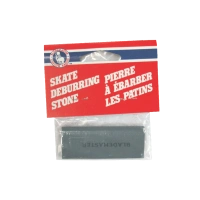 SKATE
DEBURRING
STONE
PIERRE
À ÉBARBER
LES PATINS